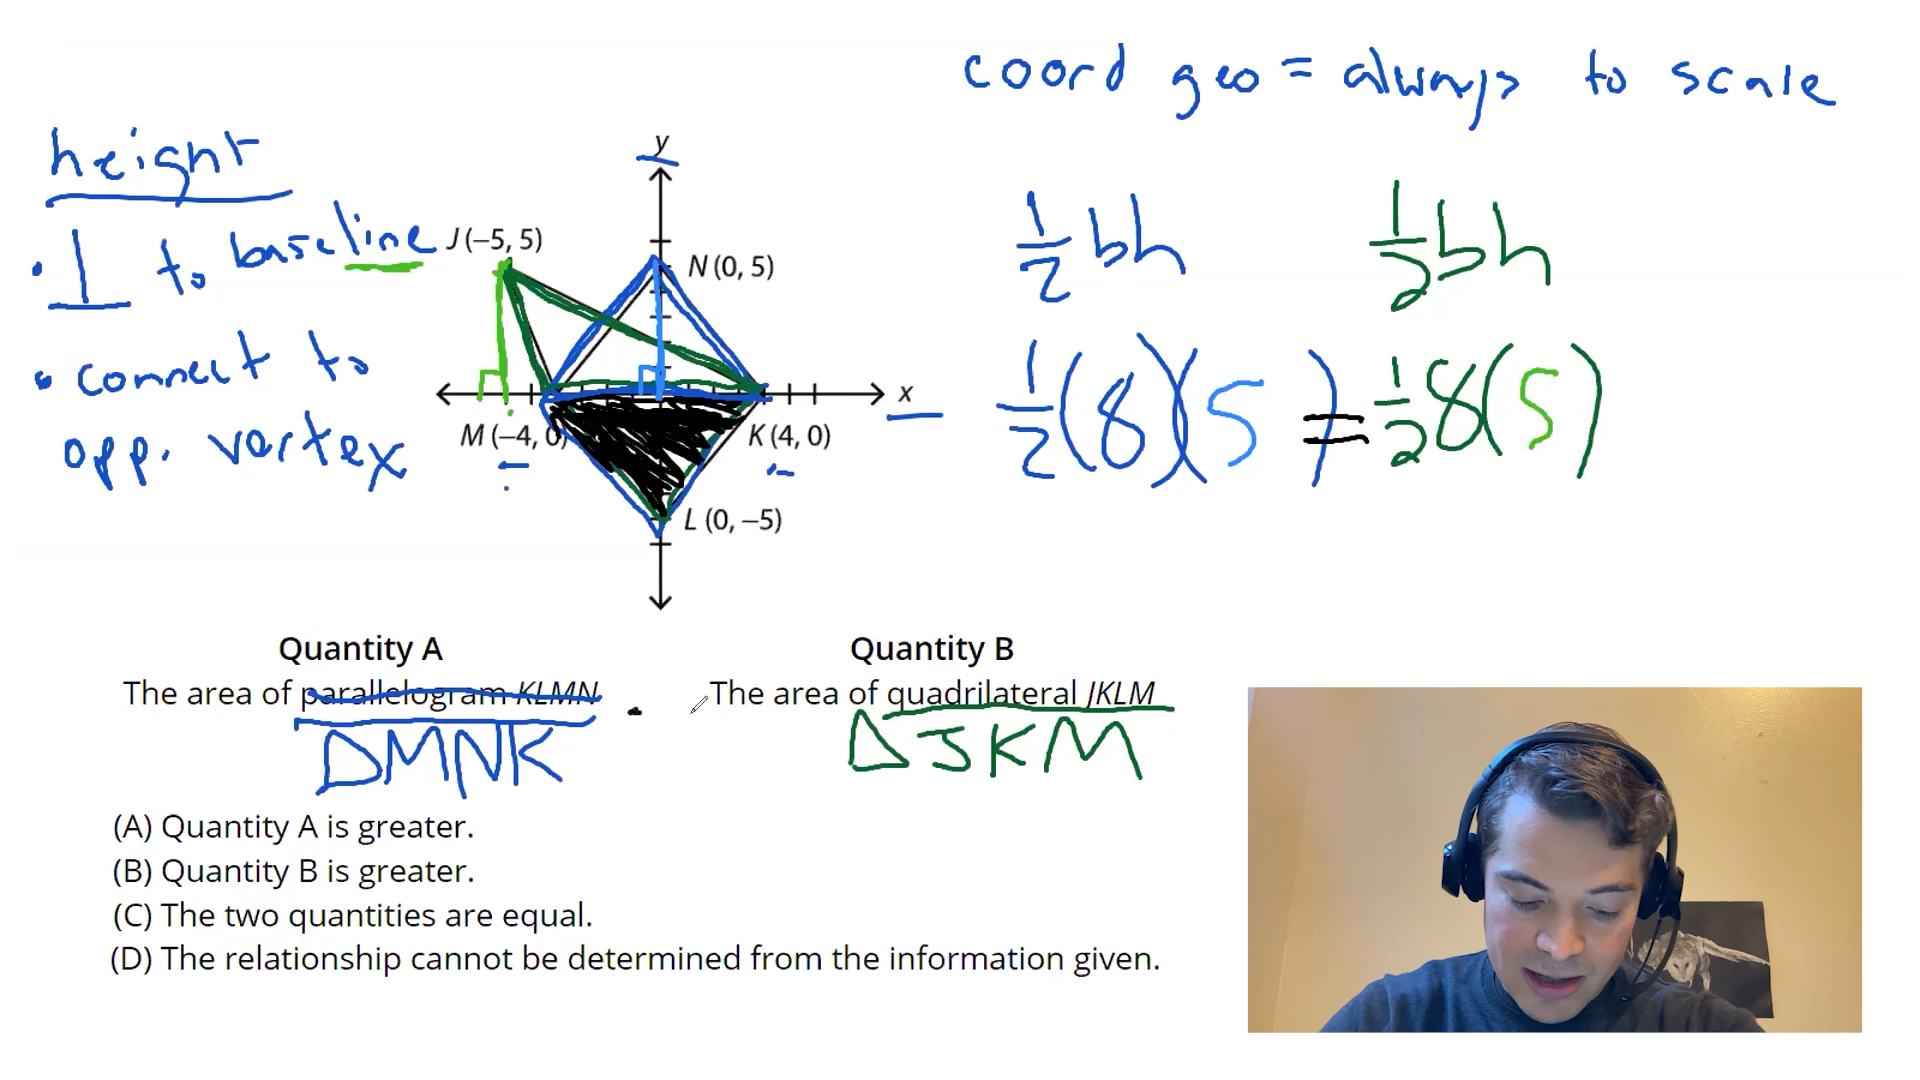 coord geo = always to scale
height
• ⊥ to baseline
• connect to
opp. vertex
y
J (–5, 5)
N (0, 5)
x
M (–4, 0)
K (4, 0)
L (0, –5)
½bh
½bh
½(8)(5) = ½8(5)
Quantity A
Quantity B
The area of parallelogram KLMN
The area of quadrilateral JKLM
ΔMNK
ΔJKM
(A) Quantity A is greater.
(B) Quantity B is greater.
(C) The two quantities are equal.
(D) The relationship cannot be determined from the information given.